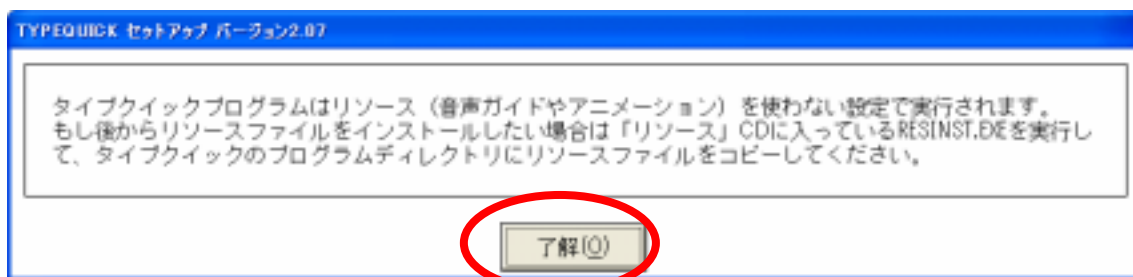 TYPEQUICK セットアップ バージョン2.07
タイプクイックプログラムはリソース（音声ガイドやアニメーション）を使わない設定で実行されます。
もし後からリソースファイルをインストールしたい場合は「リソース」CDに入っているRESINST.EXEを実行し
て、タイプクイックのプログラムディレクトリにリソースファイルをコピーしてください。
了解(O)